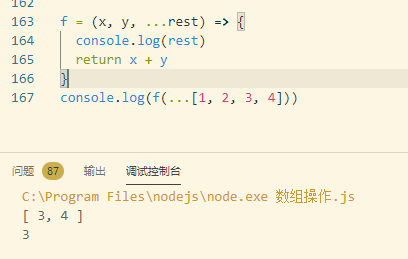 162
163 f = (x, y, ...rest) => {
164   console.log(rest)
165   return x + y
166 }
167 console.log(f(...[1, 2, 3, 4]))
问题 87 输出 调试控制台
C:\Program Files\nodejs\node.exe 数组操作.js
[ 3, 4 ]
3